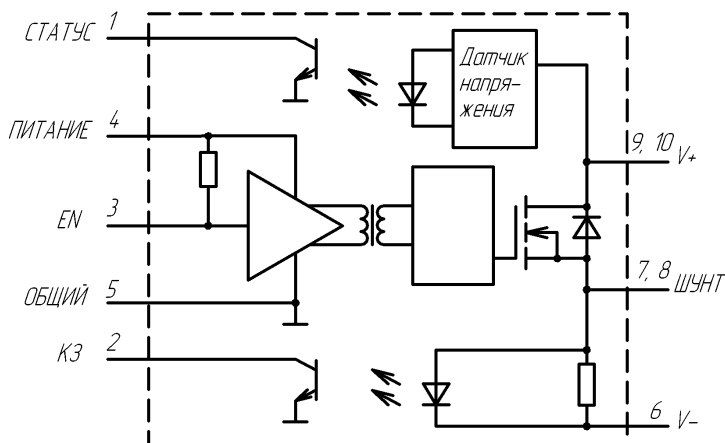 СТАТУС 1
Датчик
напря-
жения
ПИТАНИЕ 4
9, 10 V+
EN 3
7, 8 ШУНТ
ОБЩИЙ 5
КЗ 2
6 V-